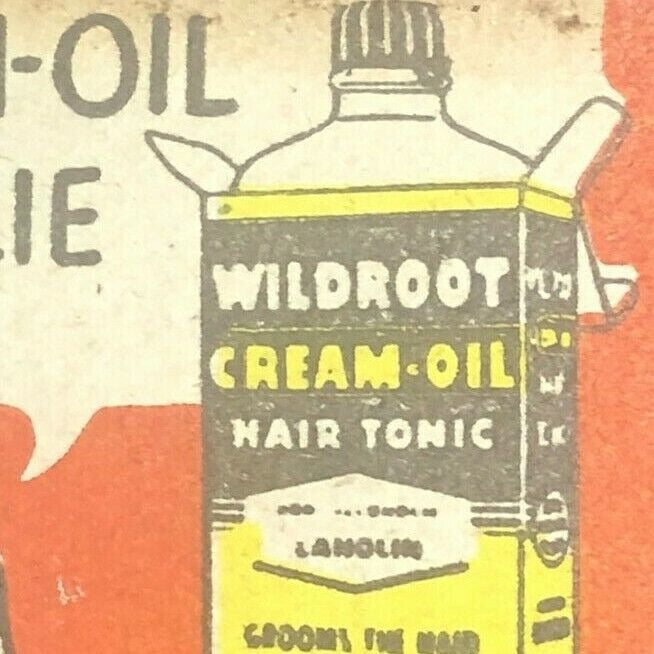 -OIL
LIE
WILDROOT
CREAM-OIL
HAIR TONIC
LANOLIN
GROOMS THE HAIR